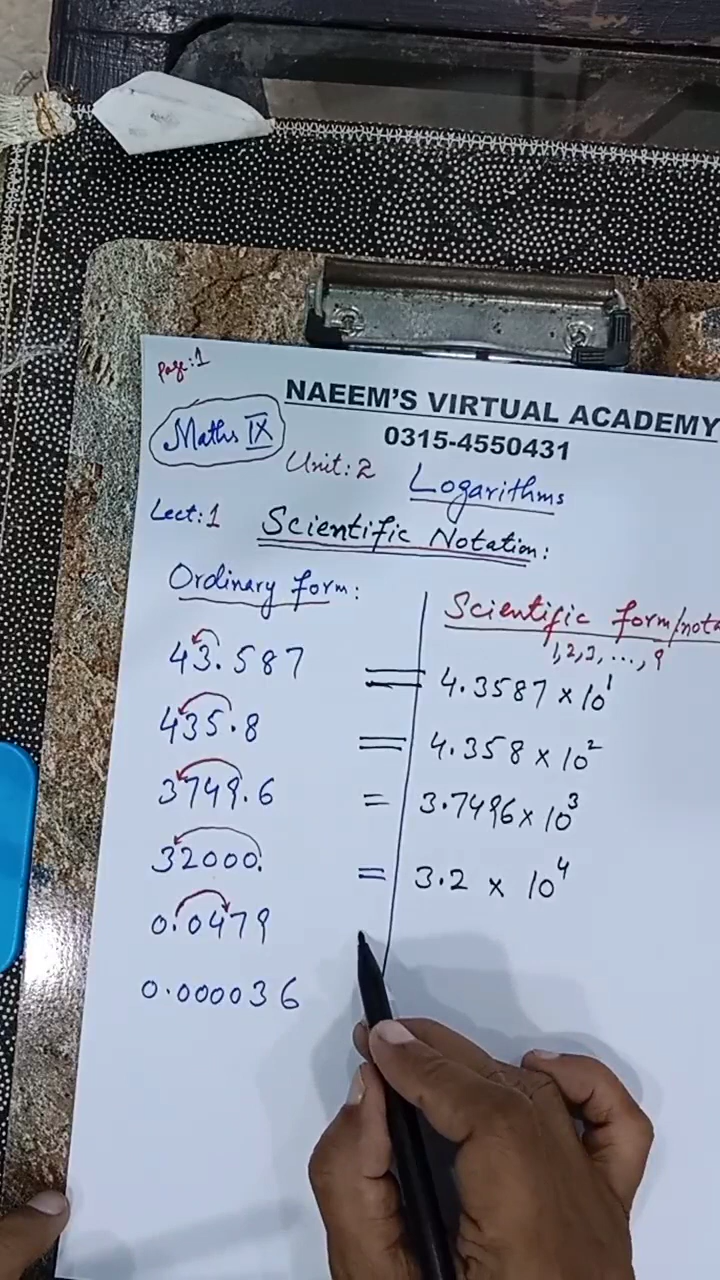 Page:1
NAEEM'S VIRTUAL ACADEMY
Maths IX
0315-4550431
Unit:2 Logarithms
Lect:1 Scientific Notation:
Ordinary form:
Scientific form/nota
1,2,3,...,9
43.587 = 4.3587 × 10¹
435.8 = 4.358 × 10²
3749.6 = 3.7496 × 10³
32000. = 3.2 × 10⁴
0.0479
0.000036